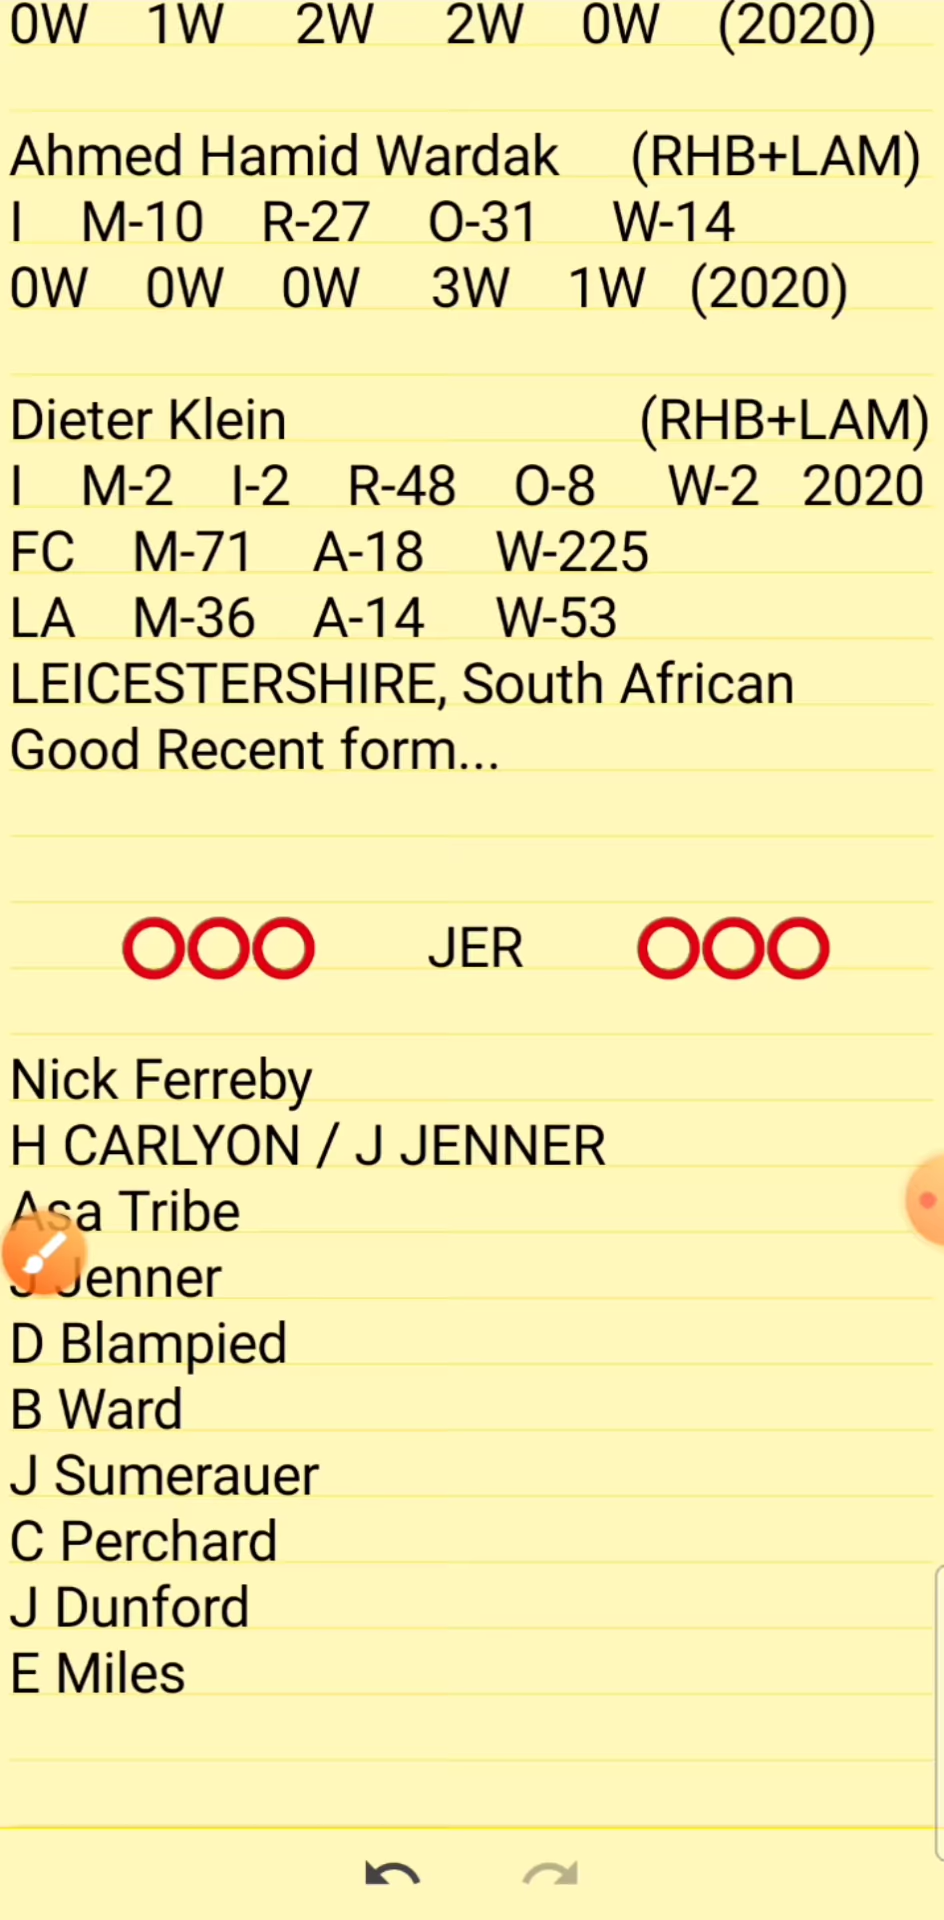 0W 1W 2W 2W 0W (2020)
Ahmed Hamid Wardak (RHB+LAM)
I M-10 R-27 O-31 W-14
0W 0W 0W 3W 1W (2020)
Dieter Klein (RHB+LAM)
I M-2 I-2 R-48 O-8 W-2 2020
FC M-71 A-18 W-225
LA M-36 A-14 W-53
LEICESTERSHIRE, South African
Good Recent form...
⭕⭕⭕ JER ⭕⭕⭕
Nick Ferreby
H CARLYON / J JENNER
Asa Tribe
J Jenner
D Blampied
B Ward
J Sumerauer
C Perchard
J Dunford
E Miles